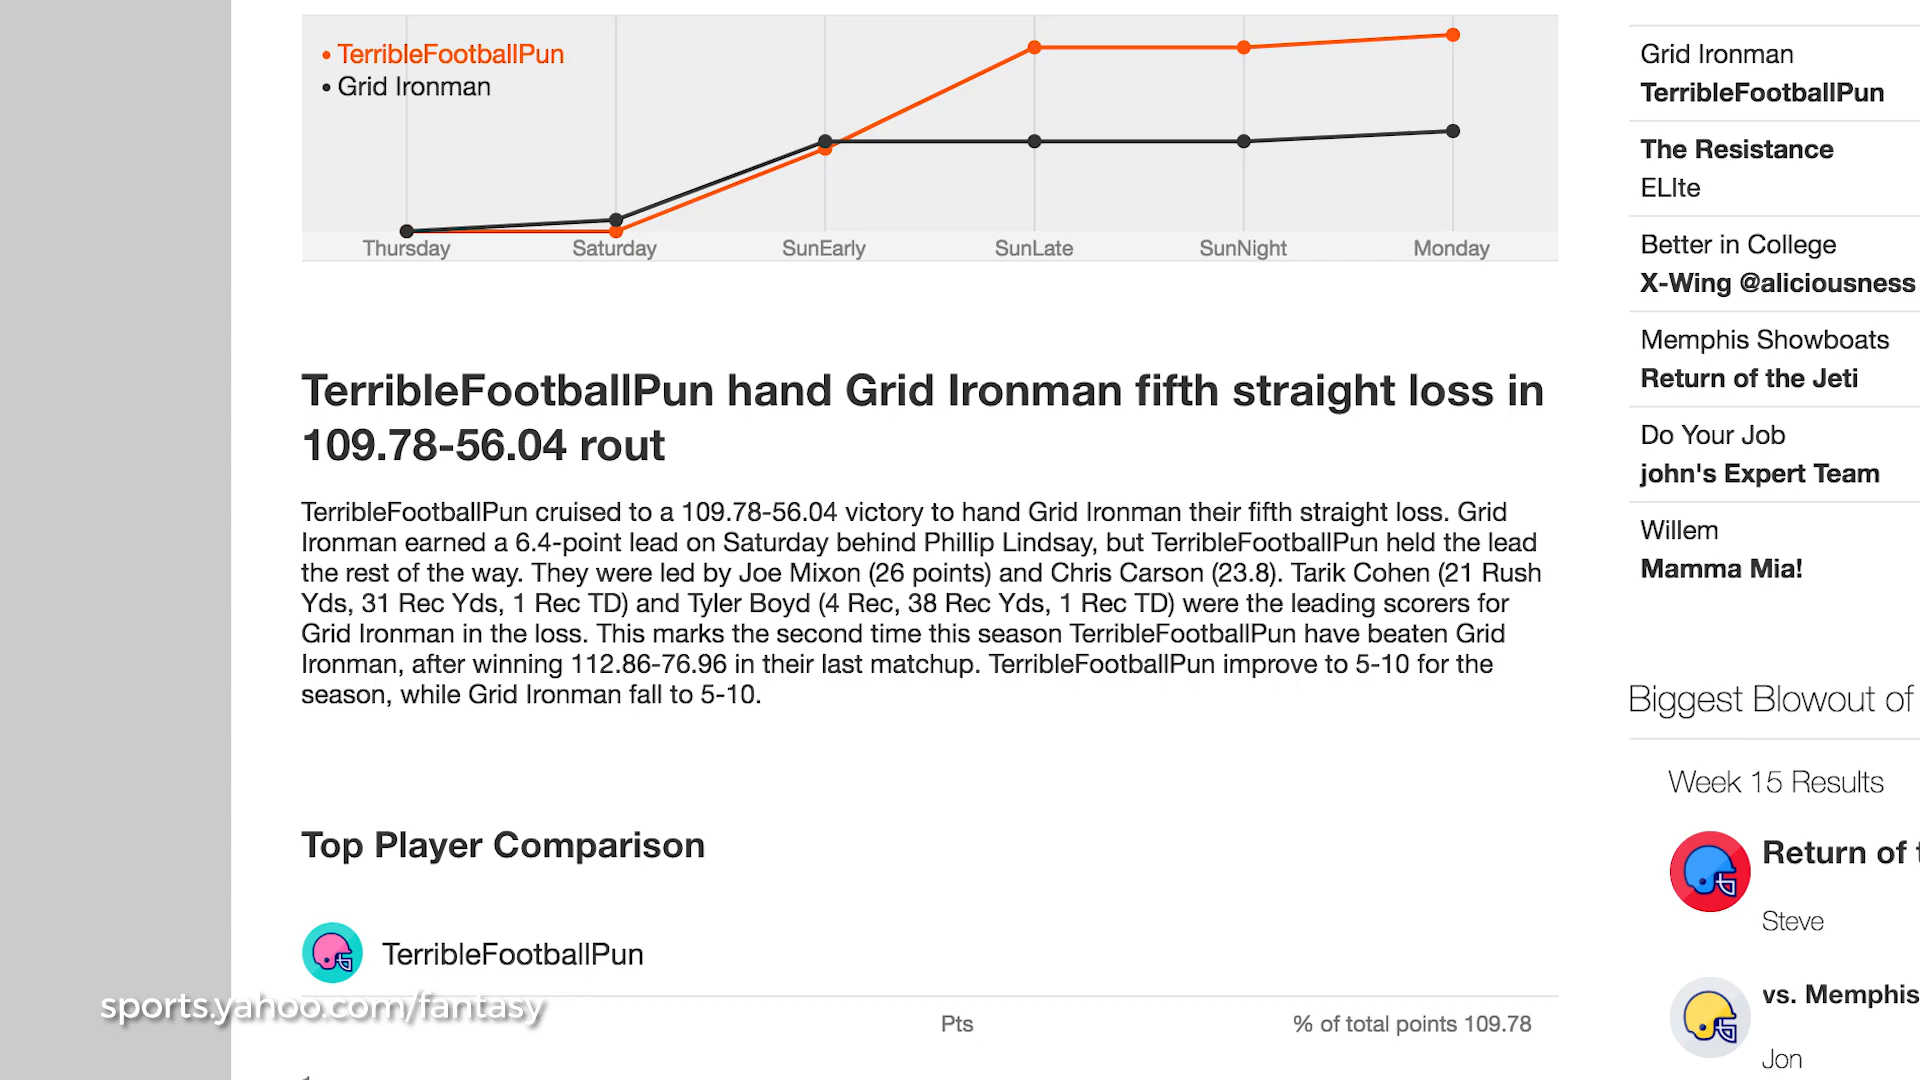 • TerribleFootballPun
• Grid Ironman
Thursday Saturday SunEarly SunLate SunNight Monday
TerribleFootballPun hand Grid Ironman fifth straight loss in
109.78-56.04 rout
TerribleFootballPun cruised to a 109.78-56.04 victory to hand Grid Ironman their fifth straight loss. Grid
Ironman earned a 6.4-point lead on Saturday behind Phillip Lindsay, but TerribleFootballPun held the lead
the rest of the way. They were led by Joe Mixon (26 points) and Chris Carson (23.8). Tarik Cohen (21 Rush
Yds, 31 Rec Yds, 1 Rec TD) and Tyler Boyd (4 Rec, 38 Rec Yds, 1 Rec TD) were the leading scorers for
Grid Ironman in the loss. This marks the second time this season TerribleFootballPun have beaten Grid
Ironman, after winning 112.86-76.96 in their last matchup. TerribleFootballPun improve to 5-10 for the
season, while Grid Ironman fall to 5-10.
Top Player Comparison
TerribleFootballPun
Pts % of total points 109.78
sports.yahoo.com/fantasy
Grid Ironman
TerribleFootballPun
The Resistance
ELIte
Better in College
X-Wing @aliciousness
Memphis Showboats
Return of the Jeti
Do Your Job
john's Expert Team
Willem
Mamma Mia!
Biggest Blowout of
Week 15 Results
Return of
Steve
vs. Memphis
Jon